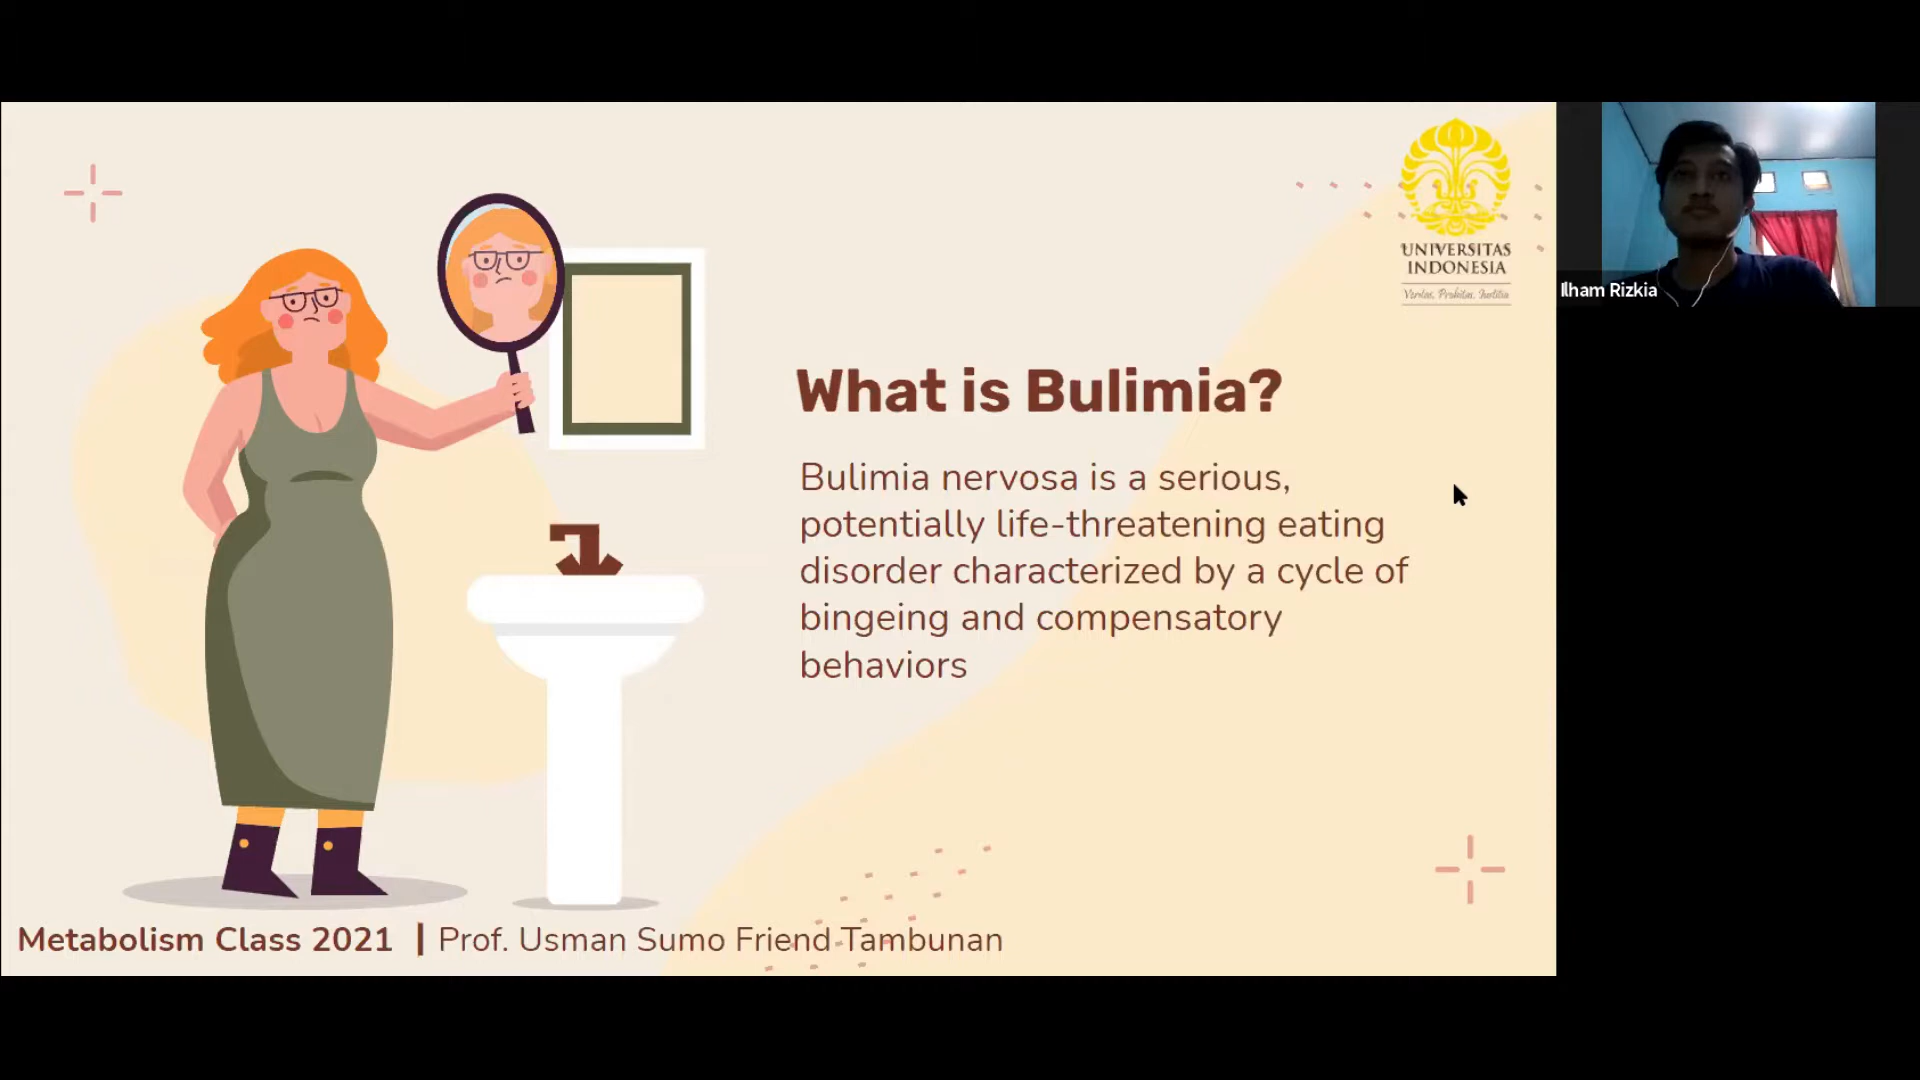 UNIVERSITAS
INDONESIA
Veritas, Probitas, Iustitia
Ilham Rizkia
What is Bulimia?
Bulimia nervosa is a serious,
potentially life-threatening eating
disorder characterized by a cycle of
bingeing and compensatory
behaviors
Metabolism Class 2021 | Prof. Usman Sumo Friend Tambunan